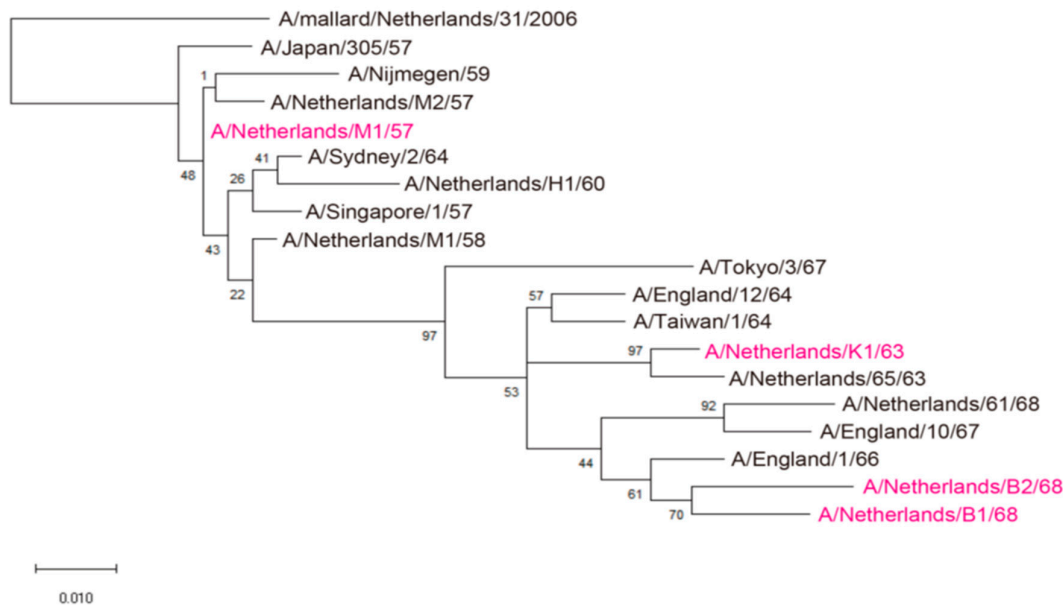 A/mallard/Netherlands/31/2006
A/Japan/305/57
1
A/Nijmegen/59
A/Netherlands/M2/57
A/Netherlands/M1/57
48
41
A/Sydney/2/64
26
A/Netherlands/H1/60
A/Singapore/1/57
43
A/Netherlands/M1/58
22
A/Tokyo/3/67
57
A/England/12/64
A/Taiwan/1/64
97
97
A/Netherlands/K1/63
A/Netherlands/65/63
53
92
A/Netherlands/61/68
A/England/10/67
44
A/England/1/66
61
A/Netherlands/B2/68
70
A/Netherlands/B1/68
0.010